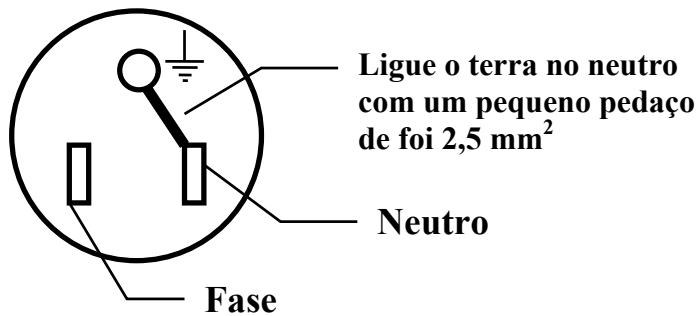 Ligue o terra no neutro
com um pequeno pedaço
de foi 2,5 mm²
Neutro
Fase